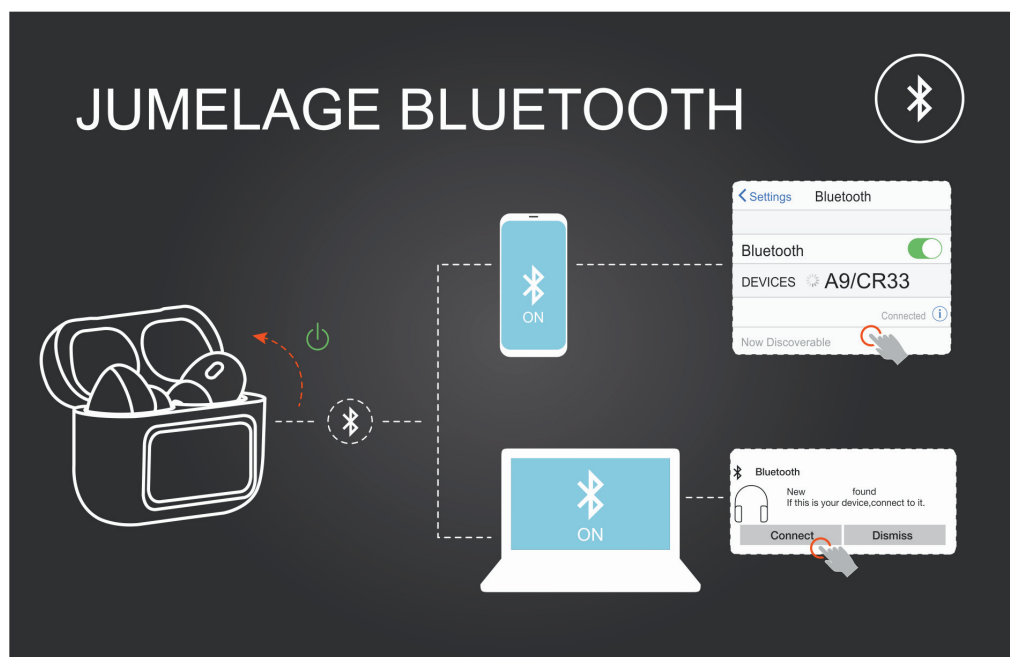 JUMELAGE BLUETOOTH
Settings Bluetooth
Bluetooth
DEVICES A9/CR33
Connected i
Now Discoverable
ON
Bluetooth
New found
If this is your device,connect to it.
Connect Dismiss
ON